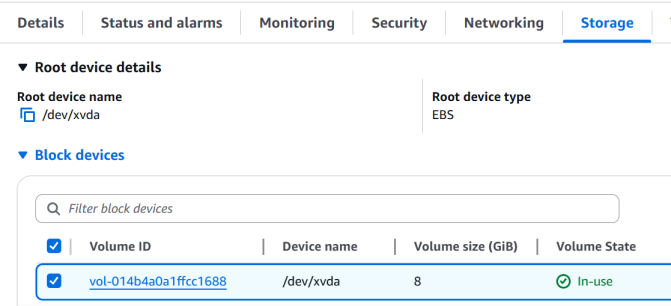 Details Status and alarms Monitoring Security Networking Storage
Root device details
Root device name Root device type
/dev/xvda EBS
Block devices
Filter block devices
Volume ID Device name Volume size (GiB) Volume State
vol-014b4a0a1ffcc1688 /dev/xvda 8 In-use